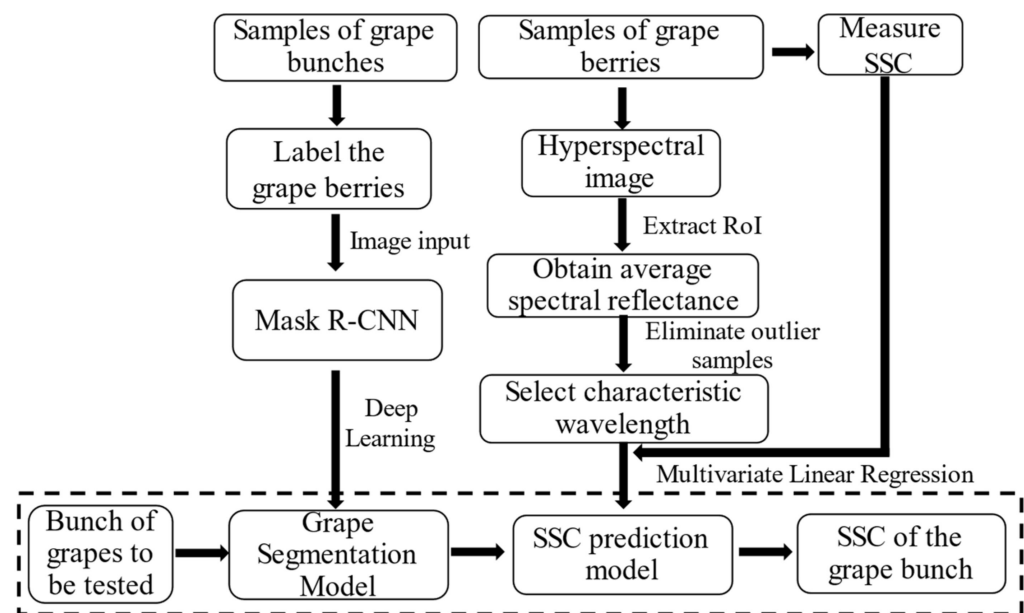 Samples of grape
bunches
Samples of grape
berries
Measure
SSC
Label the
grape berries
Hyperspectral
image
Image input
Extract RoI
Mask R-CNN
Obtain average
spectral reflectance
Eliminate outlier
samples
Deep
Learning
Select characteristic
wavelength
Multivariate Linear Regression
Bunch of
grapes to
be tested
Grape
Segmentation
Model
SSC prediction
model
SSC of the
grape bunch